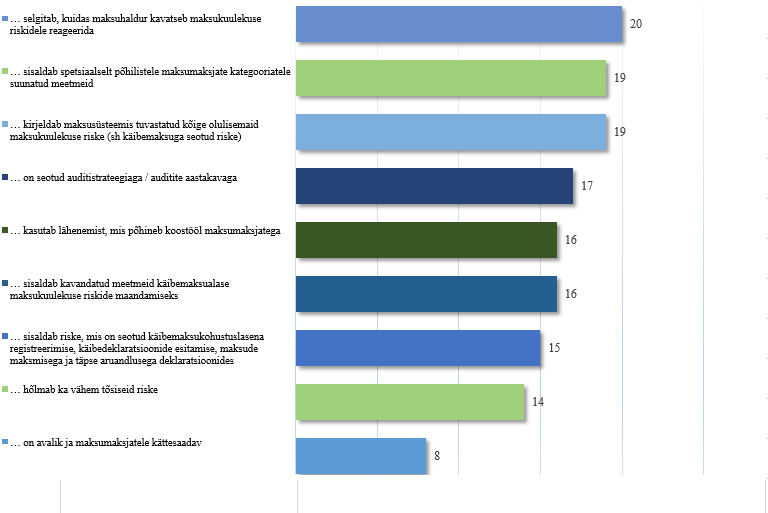 … selgitab, kuidas maksuhaldur kavatseb maksukuulekuse
riskidele reageerida
20
… sisaldab spetsiaalselt põhilistele maksumaksjate kategooriatele
suunatud meetmeid
19
… kirjeldab maksusüsteemis tuvastatud kõige olulisemaid
maksukuulekuse riske (sh käibemaksuga seotud riske)
19
… on seotud auditistrateegiaga / auditite aastakavaga
17
… kasutab lähenemist, mis põhineb koostööl maksumaksjatega
16
… sisaldab kavandatud meetmeid käibemaksualase
maksukuulekuse riskide maandamiseks
16
… sisaldab riske, mis on seotud käibemaksukohustuslasena
registreerimise, käibedeklaratsioonide esitamise, maksude
maksmisega ja täpse aruandlusega deklaratsioonides
15
… hõlmab ka vähem tõsiseid riske
14
… on avalik ja maksumaksjatele kättesaadav
8